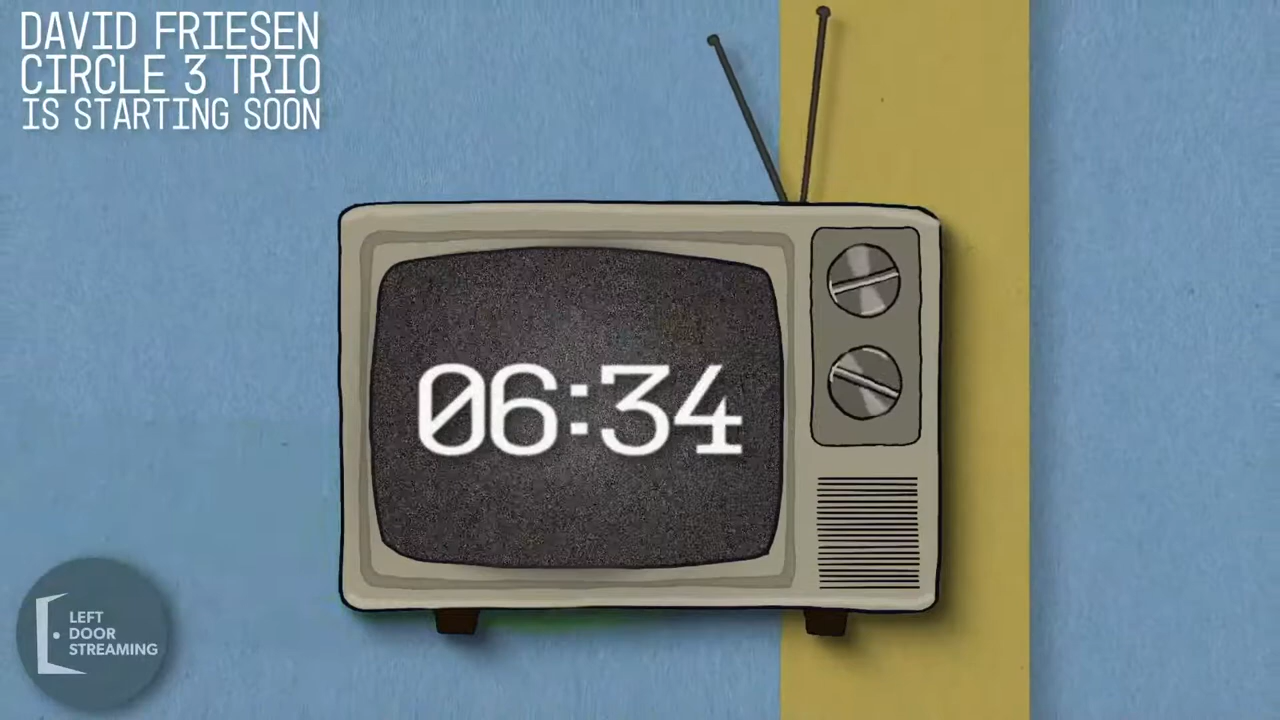 DAVID FRIESEN
CIRCLE 3 TRIO
IS STARTING SOON
06:34
LEFT
DOOR
STREAMING